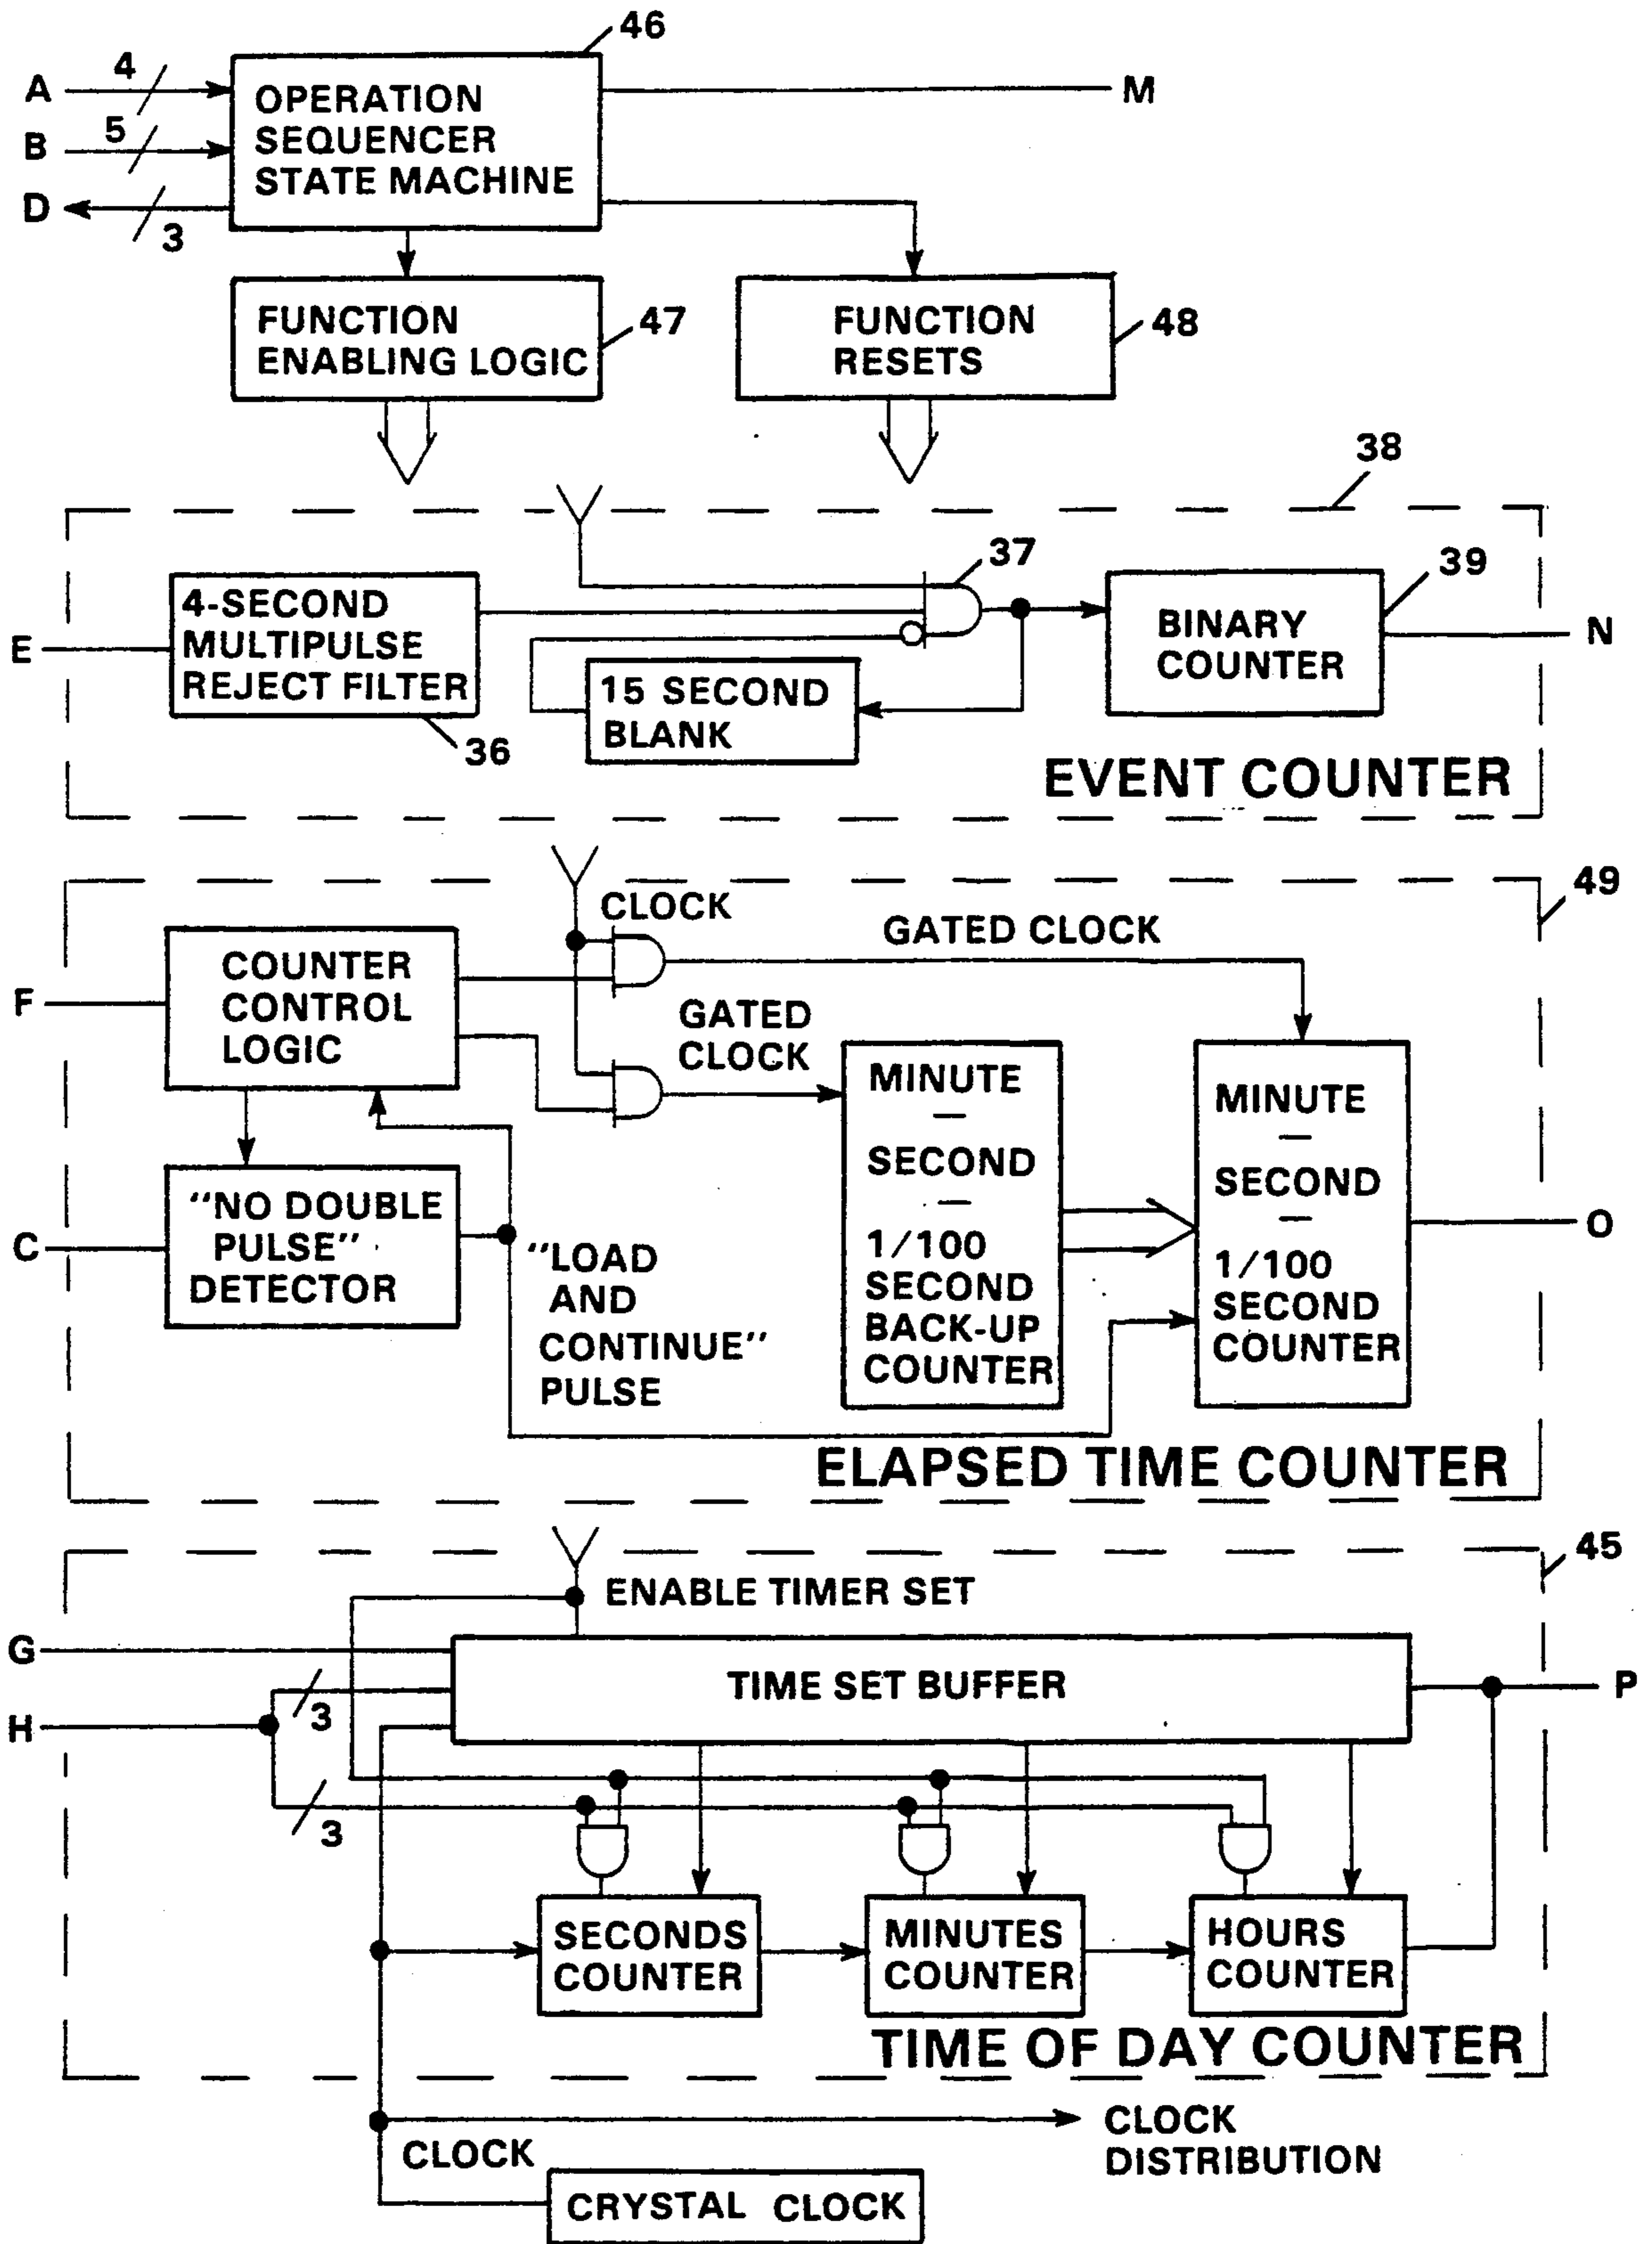 46
A
4
OPERATION
SEQUENCER
STATE MACHINE
M
B
5
D
3
FUNCTION
ENABLING LOGIC
47
FUNCTION
RESETS
48
38
37
39
E
4-SECOND
MULTIPULSE
REJECT FILTER
36
15 SECOND
BLANK
BINARY
COUNTER
N
EVENT COUNTER
49
CLOCK
GATED CLOCK
F
COUNTER
CONTROL
LOGIC
GATED
CLOCK
C
"NO DOUBLE
PULSE"
DETECTOR
"LOAD
AND
CONTINUE"
PULSE
MINUTE
—
SECOND
—
1/100
SECOND
BACK-UP
COUNTER
MINUTE
—
SECOND
—
1/100
SECOND
COUNTER
O
ELAPSED TIME COUNTER
45
ENABLE TIMER SET
G
TIME SET BUFFER
P
H
3
3
SECONDS
COUNTER
MINUTES
COUNTER
HOURS
COUNTER
TIME OF DAY COUNTER
CLOCK
CLOCK
DISTRIBUTION
CRYSTAL CLOCK